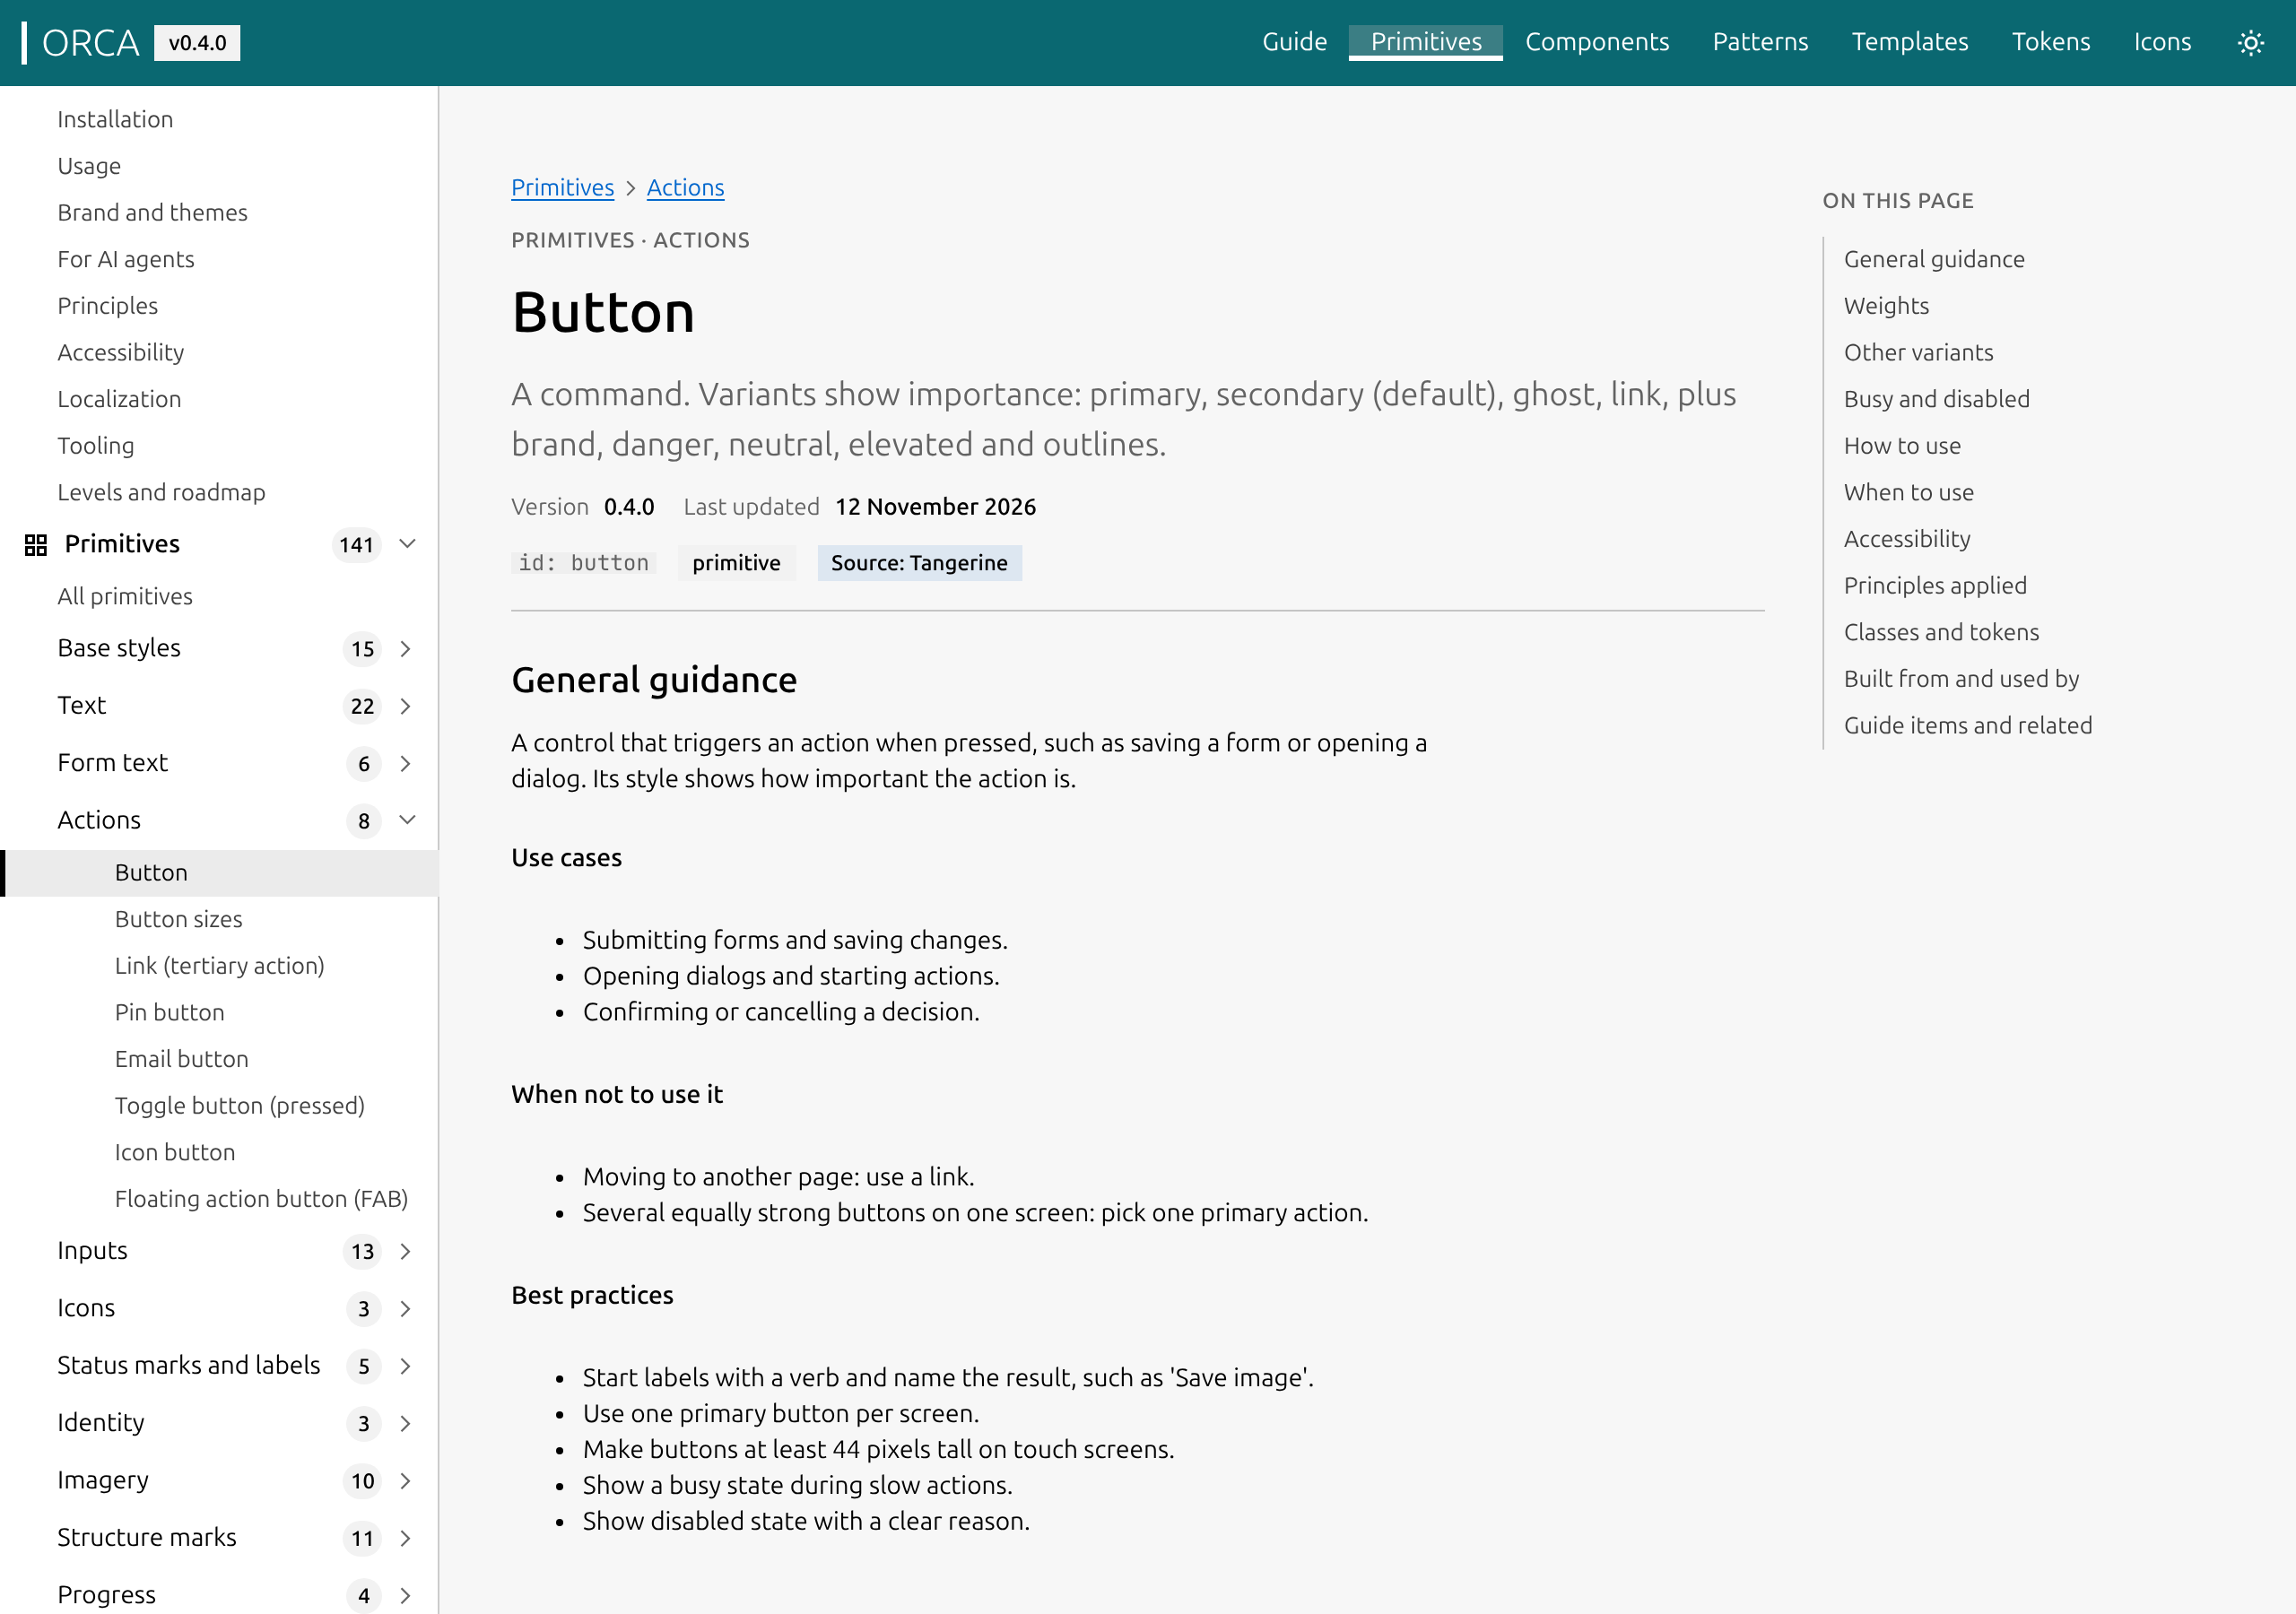 ORCA v0.4.0
Guide Primitives Components Patterns Templates Tokens Icons
Installation
Usage
Brand and themes
For AI agents
Principles
Accessibility
Localization
Tooling
Levels and roadmap
Primitives 141
All primitives
Base styles 15
Text 22
Form text 6
Actions 8
Button
Button sizes
Link (tertiary action)
Pin button
Email button
Toggle button (pressed)
Icon button
Floating action button (FAB)
Inputs 13
Icons 3
Status marks and labels 5
Identity 3
Imagery 10
Structure marks 11
Progress 4
Primitives > Actions
PRIMITIVES · ACTIONS
Button
A command. Variants show importance: primary, secondary (default), ghost, link, plus
brand, danger, neutral, elevated and outlines.
Version 0.4.0 Last updated 12 November 2026
id: button primitive Source: Tangerine
General guidance
A control that triggers an action when pressed, such as saving a form or opening a
dialog. Its style shows how important the action is.
Use cases
• Submitting forms and saving changes.
• Opening dialogs and starting actions.
• Confirming or cancelling a decision.
When not to use it
• Moving to another page: use a link.
• Several equally strong buttons on one screen: pick one primary action.
Best practices
• Start labels with a verb and name the result, such as 'Save image'.
• Use one primary button per screen.
• Make buttons at least 44 pixels tall on touch screens.
• Show a busy state during slow actions.
• Show disabled state with a clear reason.
ON THIS PAGE
General guidance
Weights
Other variants
Busy and disabled
How to use
When to use
Accessibility
Principles applied
Classes and tokens
Built from and used by
Guide items and related